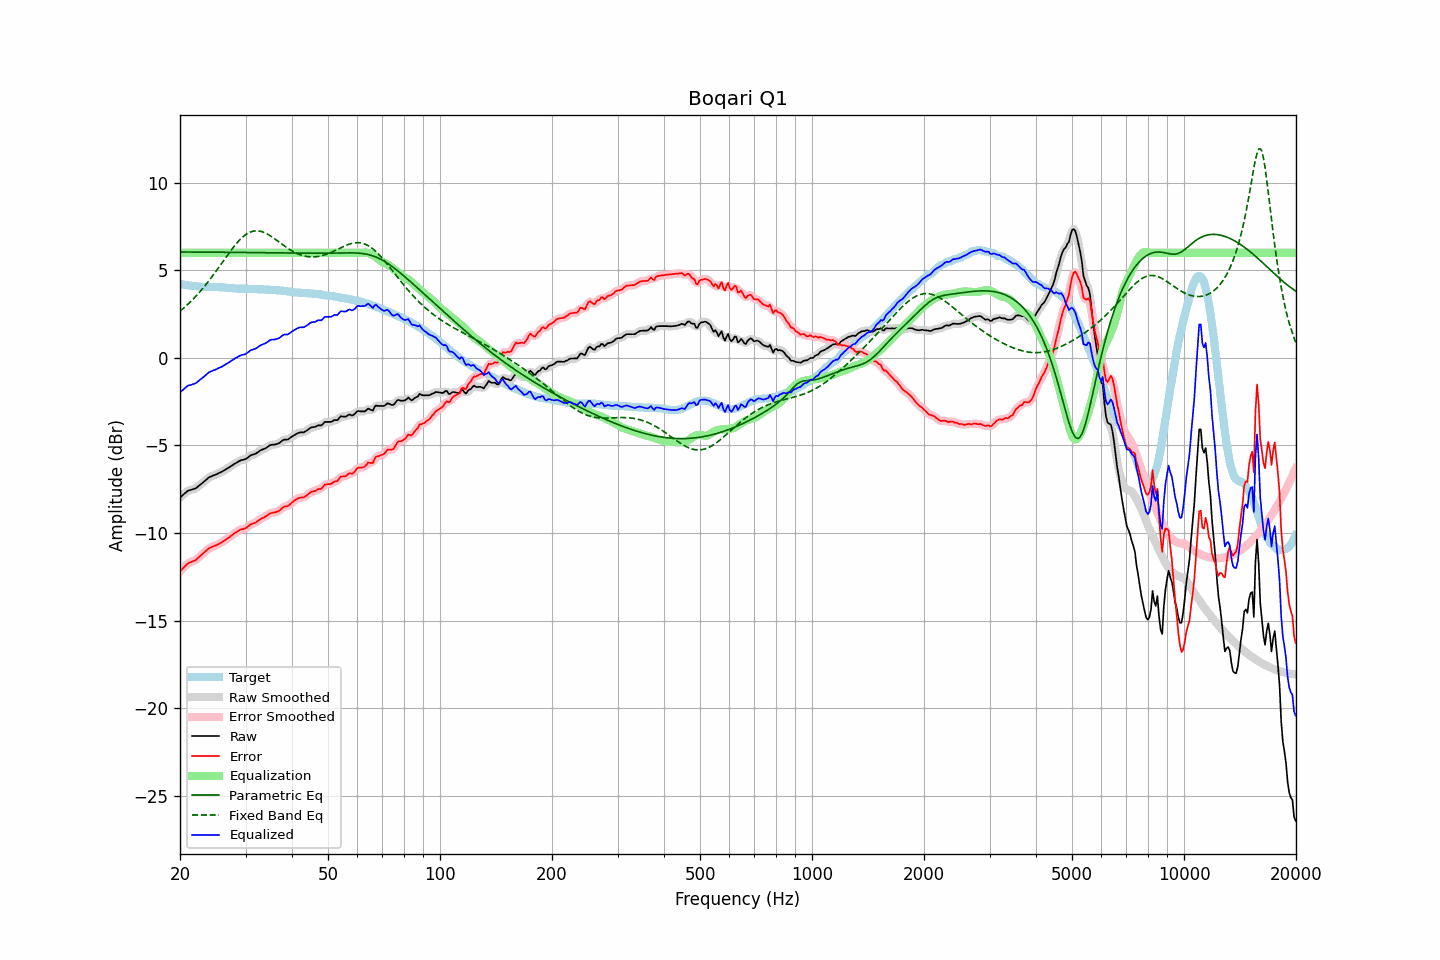 Boqari Q1
Amplitude (dBr)
10
5
0
−5
−10
−15
−20
−25
Target
Raw Smoothed
Error Smoothed
Raw
Error
Equalization
Parametric Eq
Fixed Band Eq
Equalized
20 50 100 200 500 1000 2000 5000 10000 20000
Frequency (Hz)